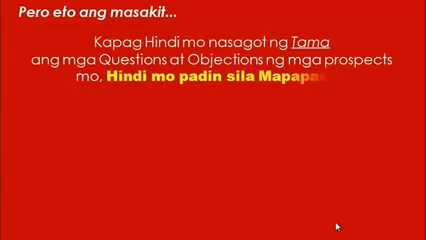 Pero eto ang masakit...
Kapag Hindi mo nasagot ng Tama
ang mga Questions at Objections ng mga prospects
mo, Hindi mo padin sila